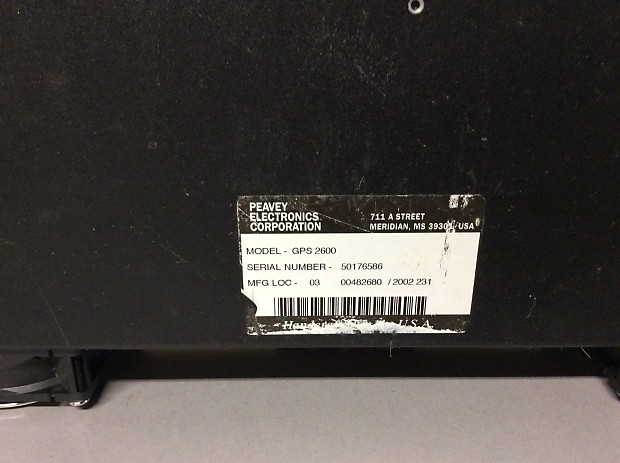 PEAVEY
ELECTRONICS
CORPORATION
711 A STREET
MERIDIAN, MS 39301 USA
MODEL - GPS 2600
SERIAL NUMBER - 50176586
MFG LOC - 03 00482680 / 2002 231
U.S.A.